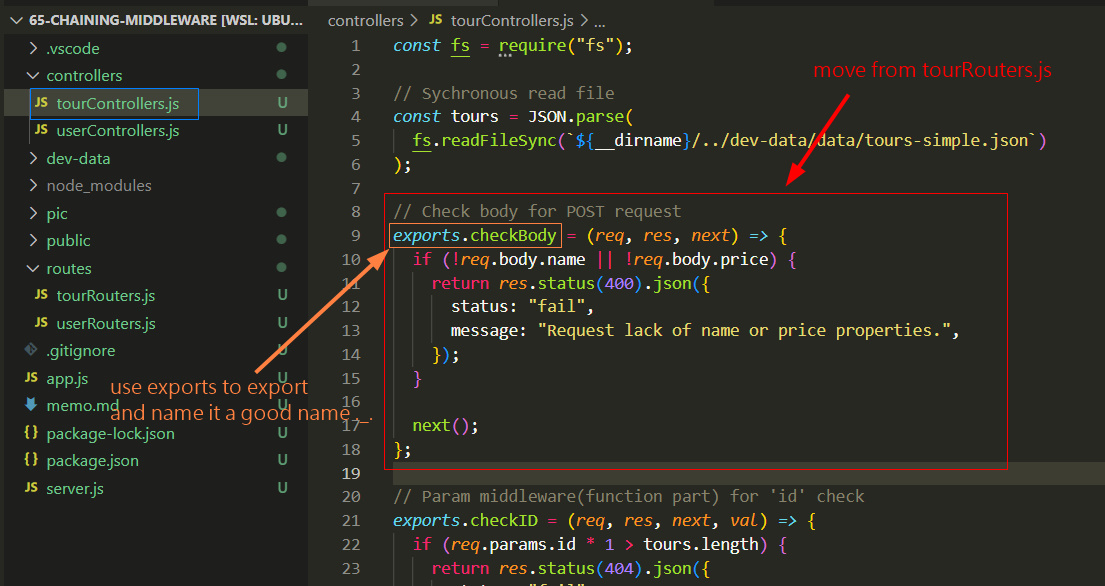 65-CHAINING-MIDDLEWARE [WSL: UBU...
.vscode
controllers
JS tourControllers.js U
JS userControllers.js U
dev-data
node_modules
pic
public
routes
JS tourRouters.js U
JS userRouters.js U
.gitignore U
JS app.js U
memo.md U
{} package-lock.json U
{} package.json U
JS server.js U
controllers > JS tourControllers.js > ...
1 const fs = require("fs");
2
3 // Sychronous read file
4 const tours = JSON.parse(
5 fs.readFileSync(`${__dirname}/../dev-data/data/tours-simple.json`)
6 );
7
8 // Check body for POST request
9 exports.checkBody = (req, res, next) => {
10 if (!req.body.name || !req.body.price) {
11 return res.status(400).json({
12 status: "fail",
13 message: "Request lack of name or price properties.",
14 });
15 }
16
17 next();
18 };
19
20 // Param middleware(function part) for 'id' check
21 exports.checkID = (req, res, next, val) => {
22 if (req.params.id * 1 > tours.length) {
23 return res.status(404).json({
move from tourRouters.js
use exports to export
and name it a good name ._.